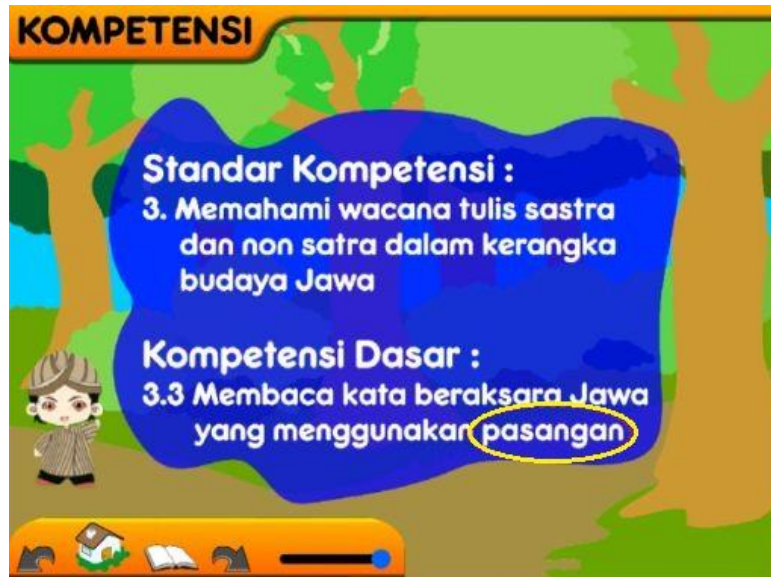 KOMPETENSI
Standar Kompetensi :
3. Memahami wacana tulis sastra
dan non satra dalam kerangka
budaya Jawa
Kompetensi Dasar :
3.3 Membaca kata beraksara Jawa
yang menggunakan pasangan